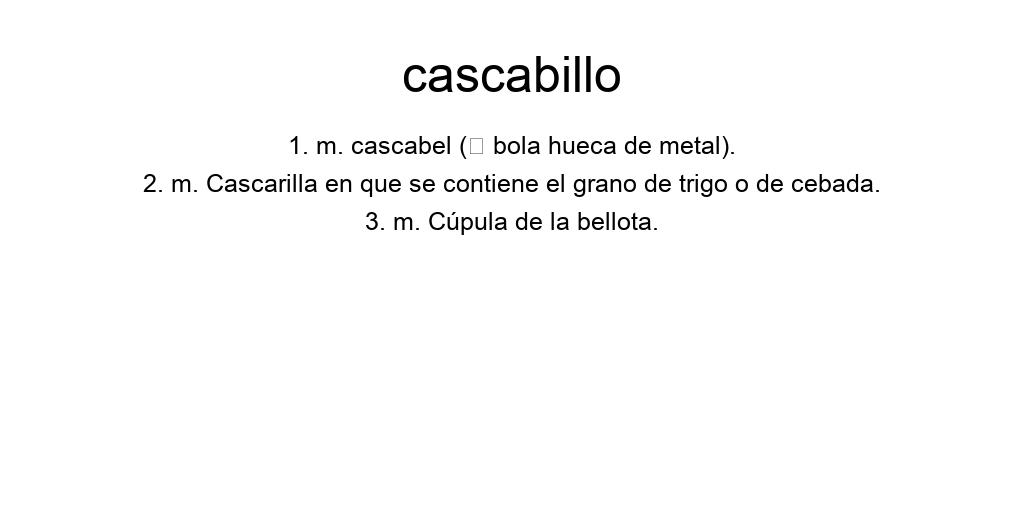 cascabillo
1. m. cascabel (□ bola hueca de metal).
2. m. Cascarilla en que se contiene el grano de trigo o de cebada.
3. m. Cúpula de la bellota.